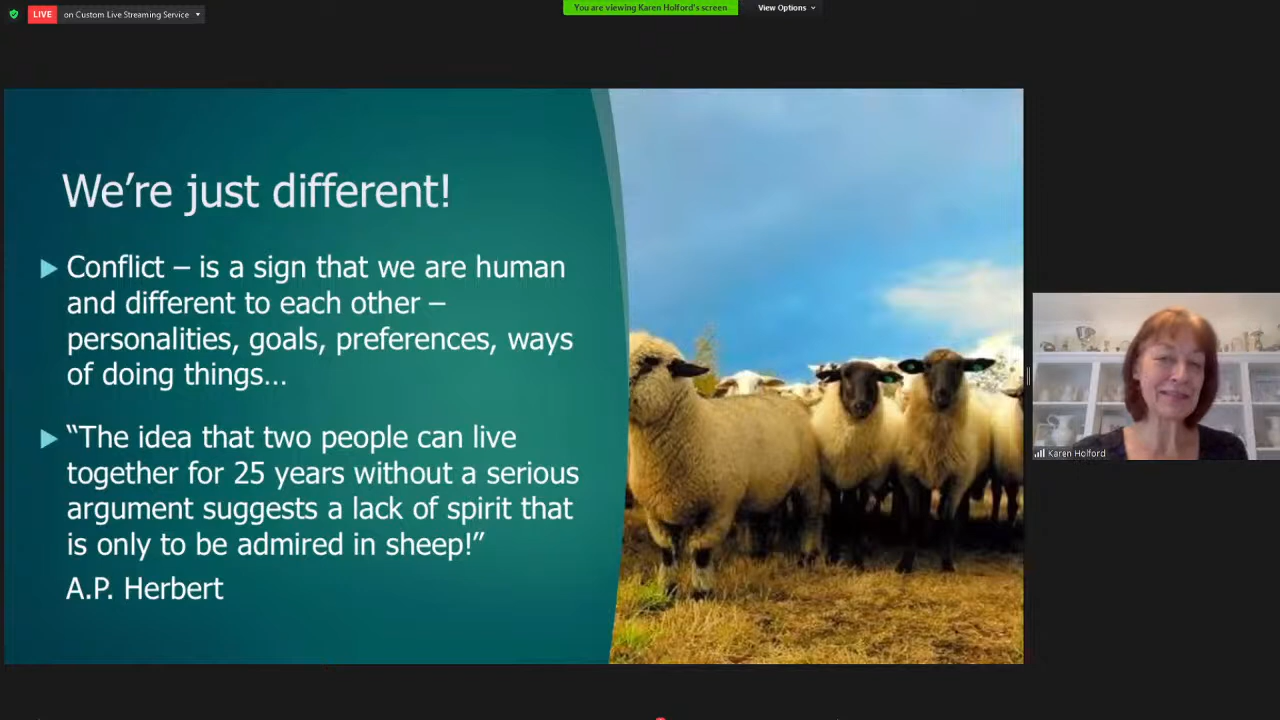 LIVE on Custom Live Streaming Service
You are viewing Karen Holford's screen
View Options
We're just different!
Conflict – is a sign that we are human
and different to each other –
personalities, goals, preferences, ways
of doing things...
“The idea that two people can live
together for 25 years without a serious
argument suggests a lack of spirit that
is only to be admired in sheep!”
A.P. Herbert
Karen Holford